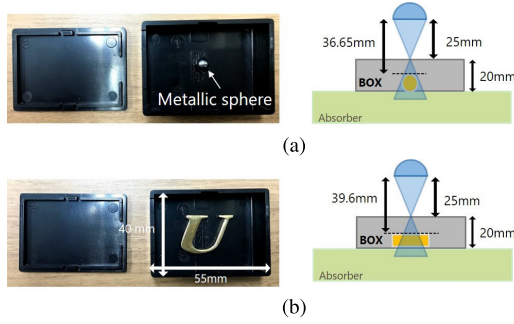 Metallic sphere
36.65mm
25mm
BOX
20mm
Absorber
(a)
40 mm
U
55mm
39.6mm
25mm
BOX
20mm
Absorber
(b)